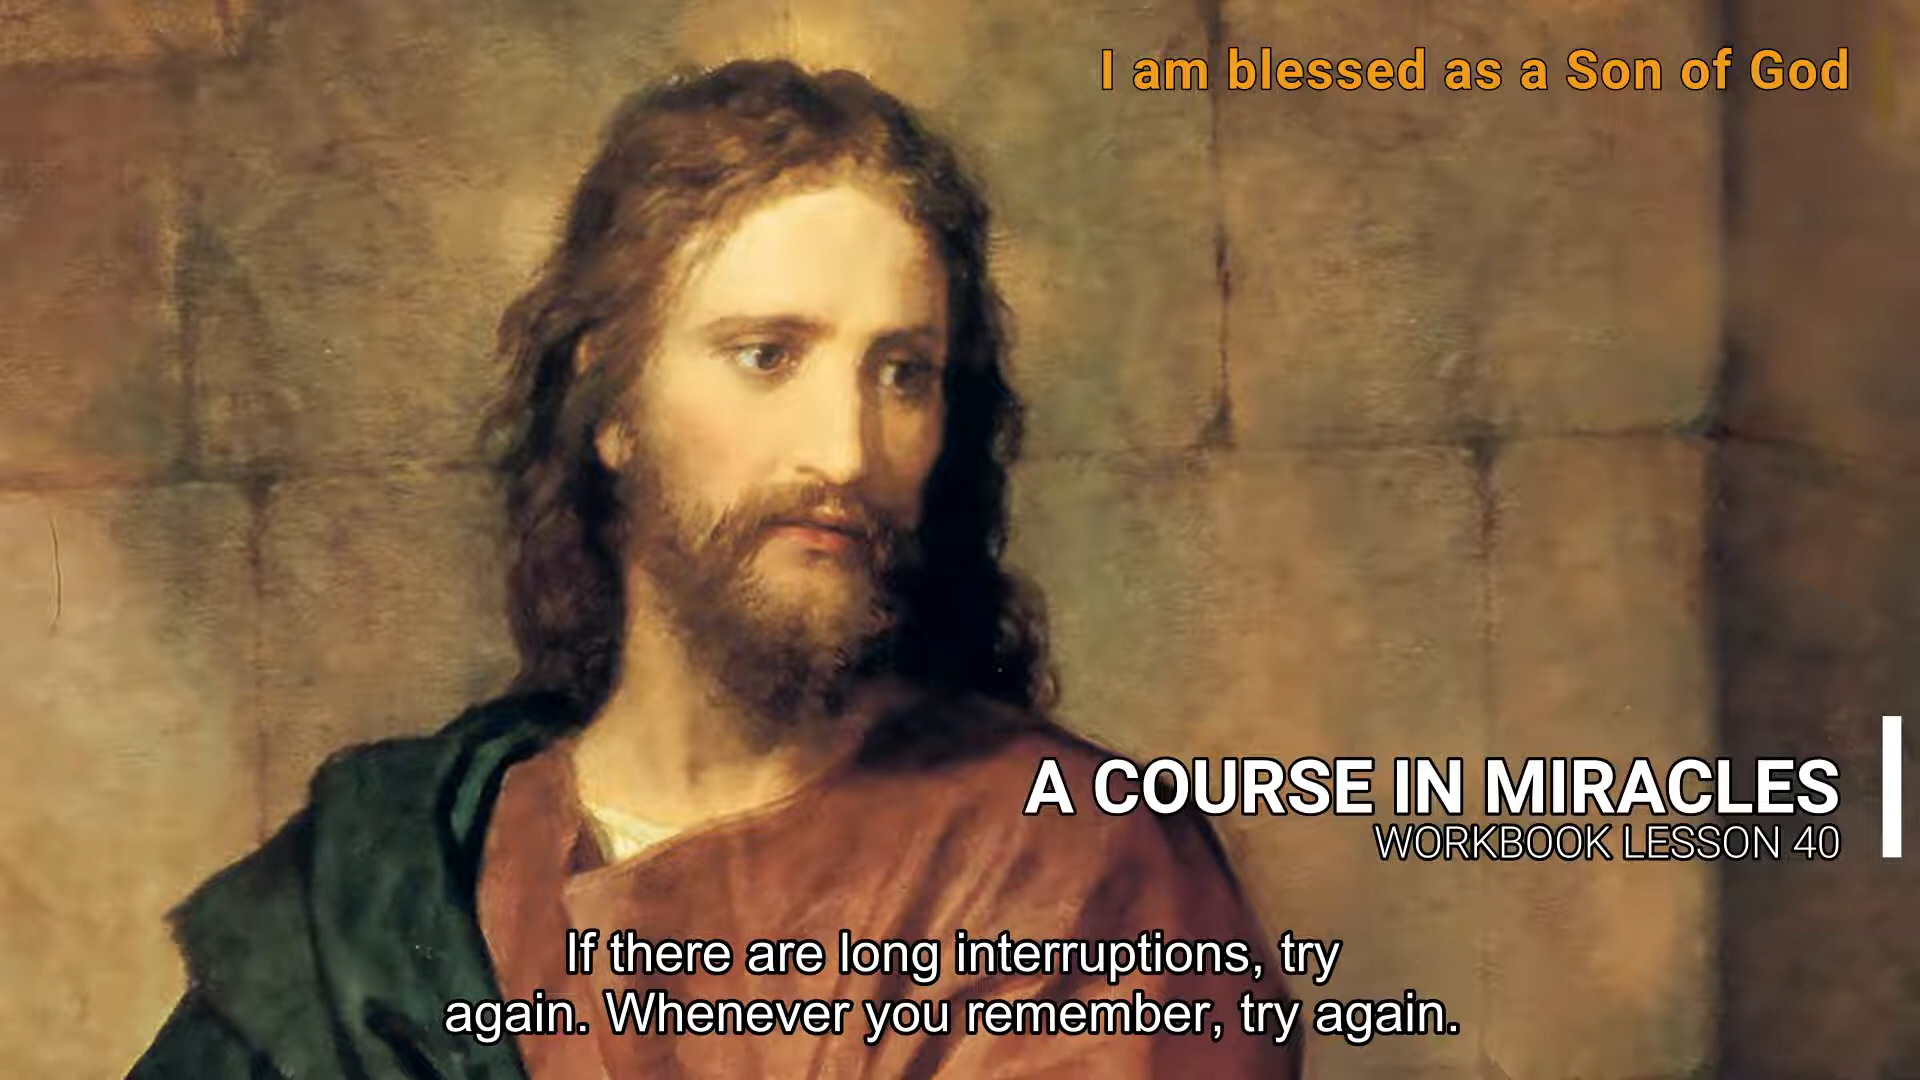 I am blessed as a Son of God
A COURSE IN MIRACLES
WORKBOOK LESSON 40
If there are long interruptions, try
again. Whenever you remember, try again.